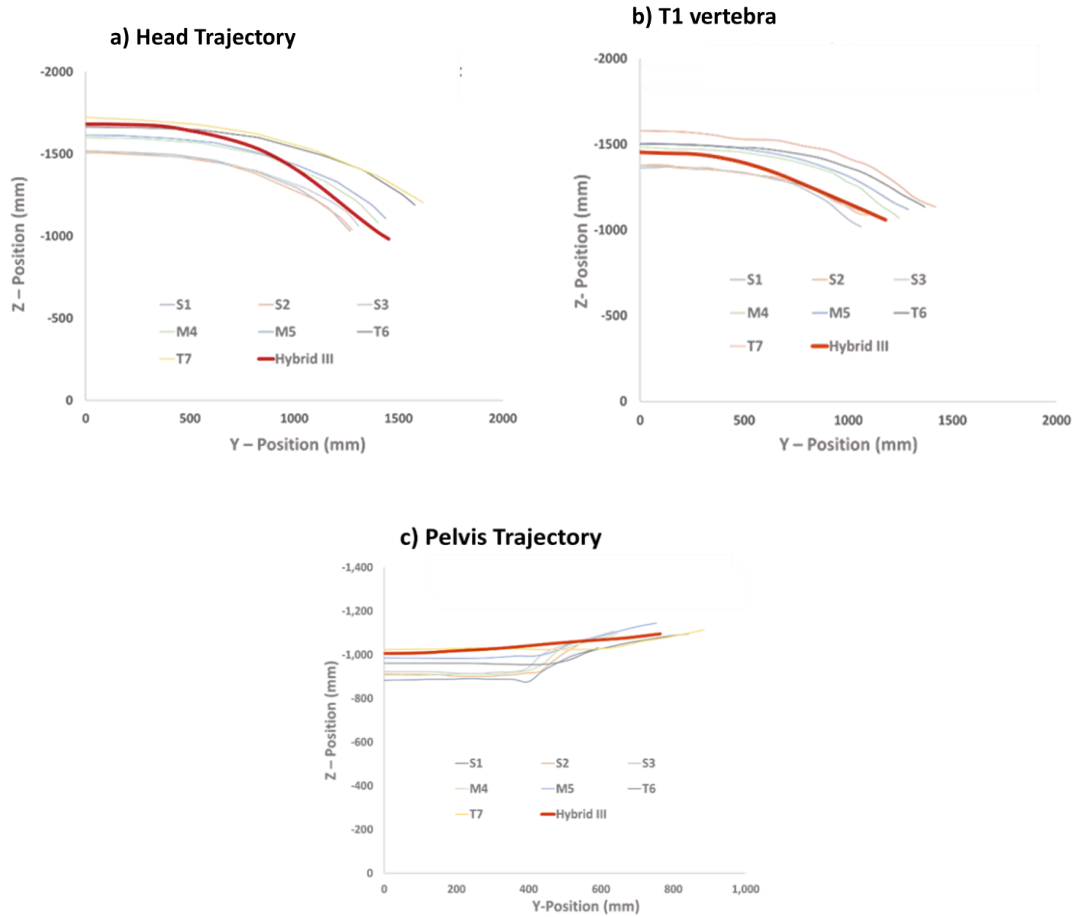 a) Head Trajectory
-2000
-1500
-1000
-500
0
0 500 1000 1500 2000
Z – Position (mm)
Y – Position (mm)
S1 S2 S3
M4 M5 T6
T7 Hybrid III
b) T1 vertebra
-2000
-1500
-1000
-500
0
0 500 1000 1500 2000
Z- Position (mm)
Y – Position (mm)
S1 S2 S3
M4 M5 T6
T7 Hybrid III
c) Pelvis Trajectory
-1,400
-1,200
-1,000
-800
-600
-400
-200
0
0 200 400 600 800 1,000
Z – Position (mm)
Y-Position (mm)
S1 S2 S3
M4 M5 T6
T7 Hybrid III